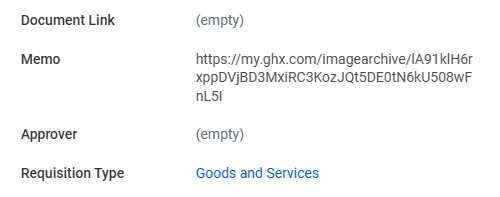 Document Link (empty)
Memo https://my.ghx.com/imagearchive/lA91klH6r
xppDVjBD3MxiRC3KozJQt5DE0tN6kU508wF
nL5I
Approver (empty)
Requisition Type Goods and Services